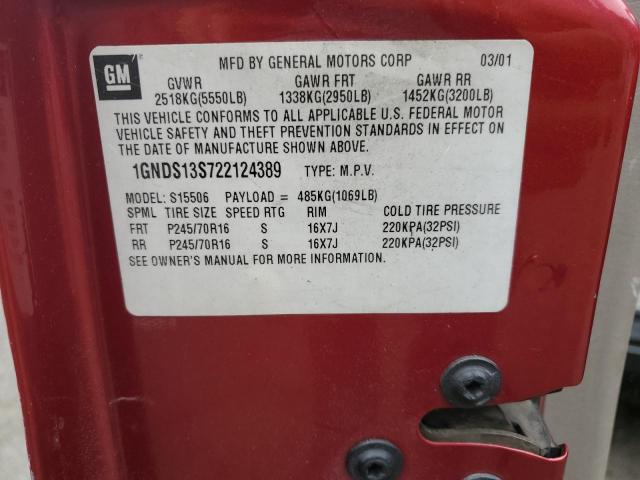 GM MFD BY GENERAL MOTORS CORP 03/01
GVWR GAWR FRT GAWR RR
2518KG(5550LB) 1338KG(2950LB) 1452KG(3200LB)
THIS VEHICLE CONFORMS TO ALL APPLICABLE U.S. FEDERAL MOTOR
VEHICLE SAFETY AND THEFT PREVENTION STANDARDS IN EFFECT ON
THE DATE OF MANUFACTURE SHOWN ABOVE.
1GNDS13S722124389 TYPE: M.P.V.
MODEL: S15506 PAYLOAD = 485KG(1069LB)
SPML TIRE SIZE SPEED RTG RIM COLD TIRE PRESSURE
FRT P245/70R16 S 16X7J 220KPA(32PSI)
RR P245/70R16 S 16X7J 220KPA(32PSI)
SEE OWNER'S MANUAL FOR MORE INFORMATION.